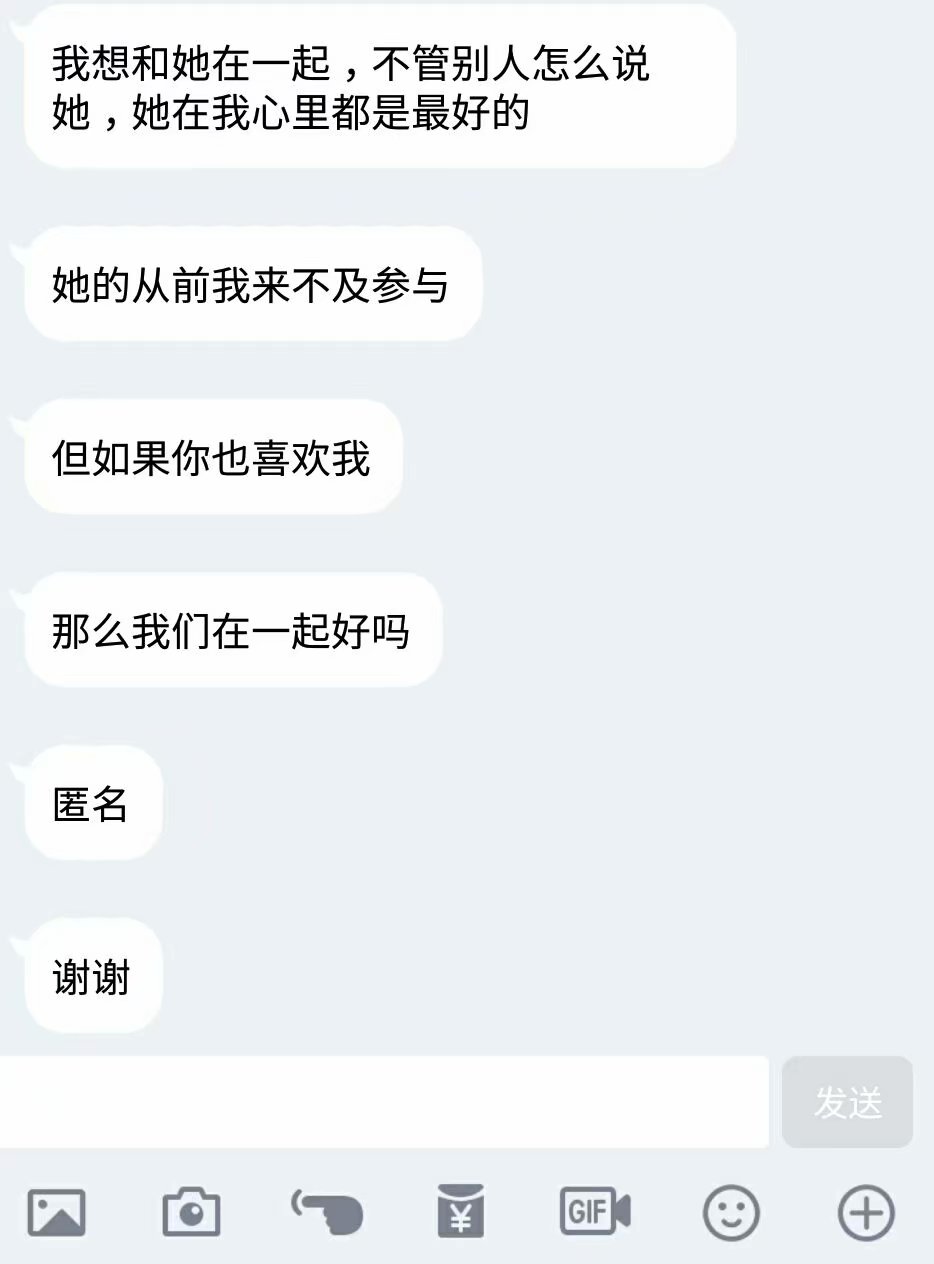 我想和她在一起，不管别人怎么说
她，她在我心里都是最好的
她的从前我来不及参与
但如果你也喜欢我
那么我们在一起好吗
匿名
谢谢
发送
¥
GIF